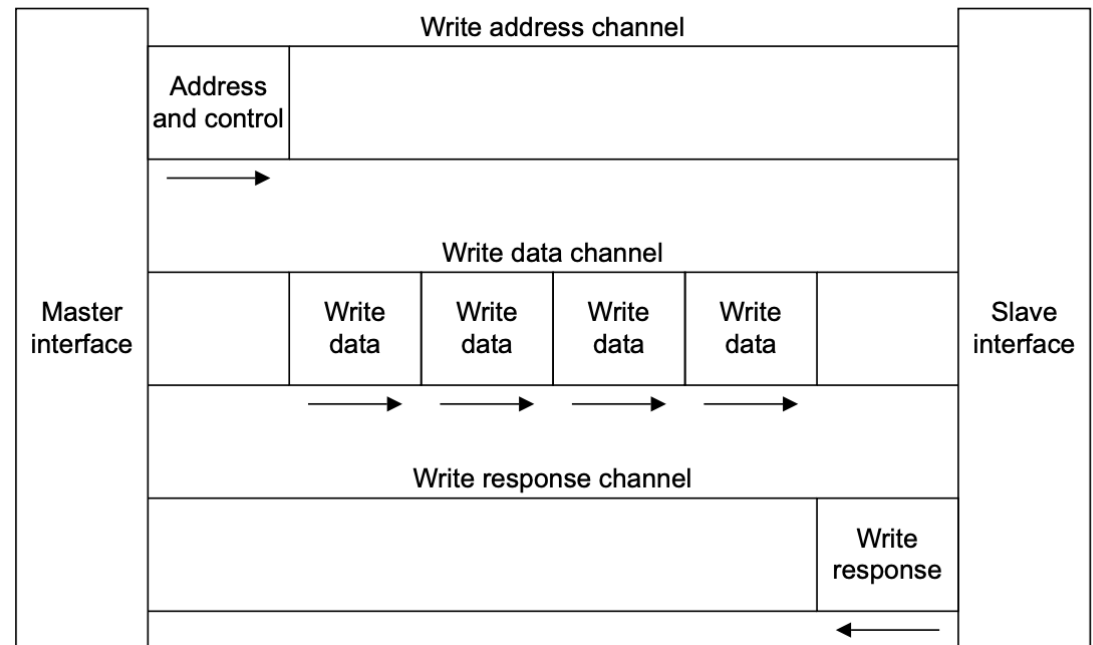 Write address channel
Address
and control
Write data channel
Master
interface
Write
data
Write
data
Write
data
Write
data
Slave
interface
Write response channel
Write
response